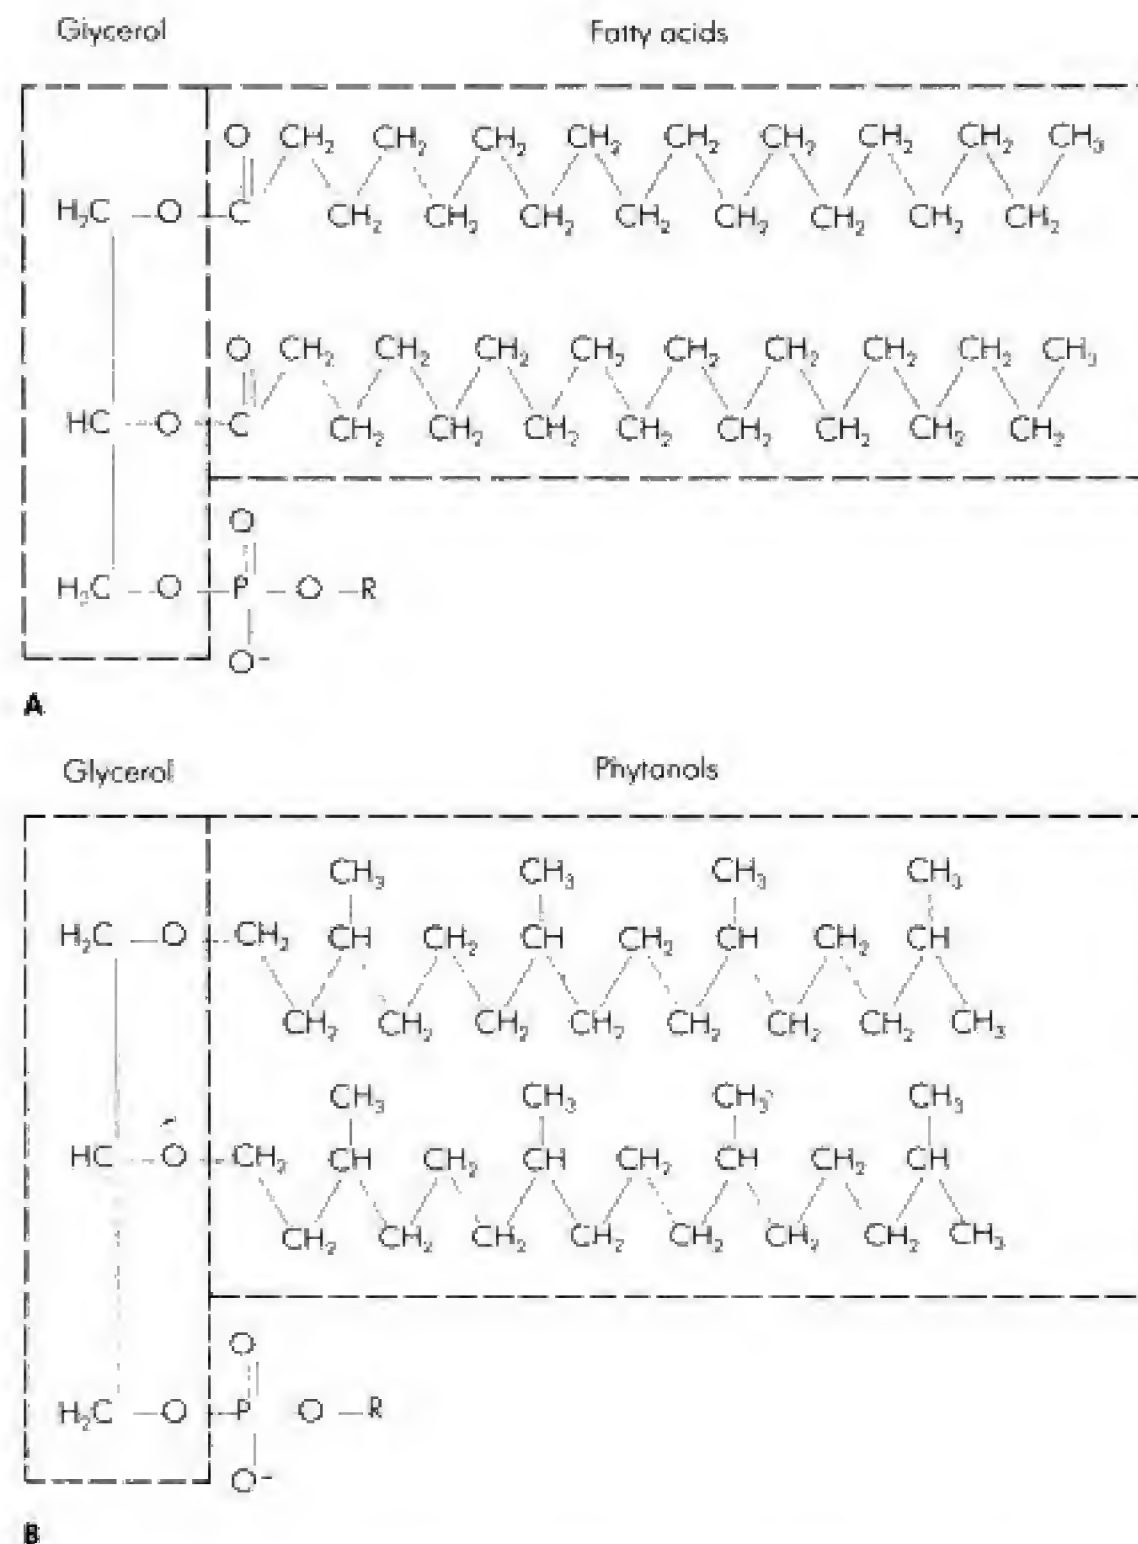 Glycerol Fatty acids
O CH₂ CH₂ CH₂ CH₂ CH₂ CH₂ CH₂ CH₂ CH₃
H₂C O C CH₂ CH₂ CH₂ CH₂ CH₂ CH₂ CH₂ CH₂
O CH₂ CH₂ CH₂ CH₂ CH₂ CH₂ CH₂ CH₂ CH₃
HC O C CH₂ CH₂ CH₂ CH₂ CH₂ CH₂ CH₂ CH₂
O
H₂C O P O R
O⁻
A
Glycerol Phytanols
CH₃ CH₃ CH₃ CH₃
H₂C O CH₂ CH CH₂ CH CH₂ CH CH₂ CH
CH₂ CH₂ CH₂ CH₂ CH₂ CH₂ CH₂ CH₃
CH₃ CH₃ CH₃ CH₃
HC O CH₂ CH CH₂ CH CH₂ CH CH₂ CH
CH₂ CH₂ CH₂ CH₂ CH₂ CH₂ CH₂ CH₃
O
H₂C O P O R
O⁻
B